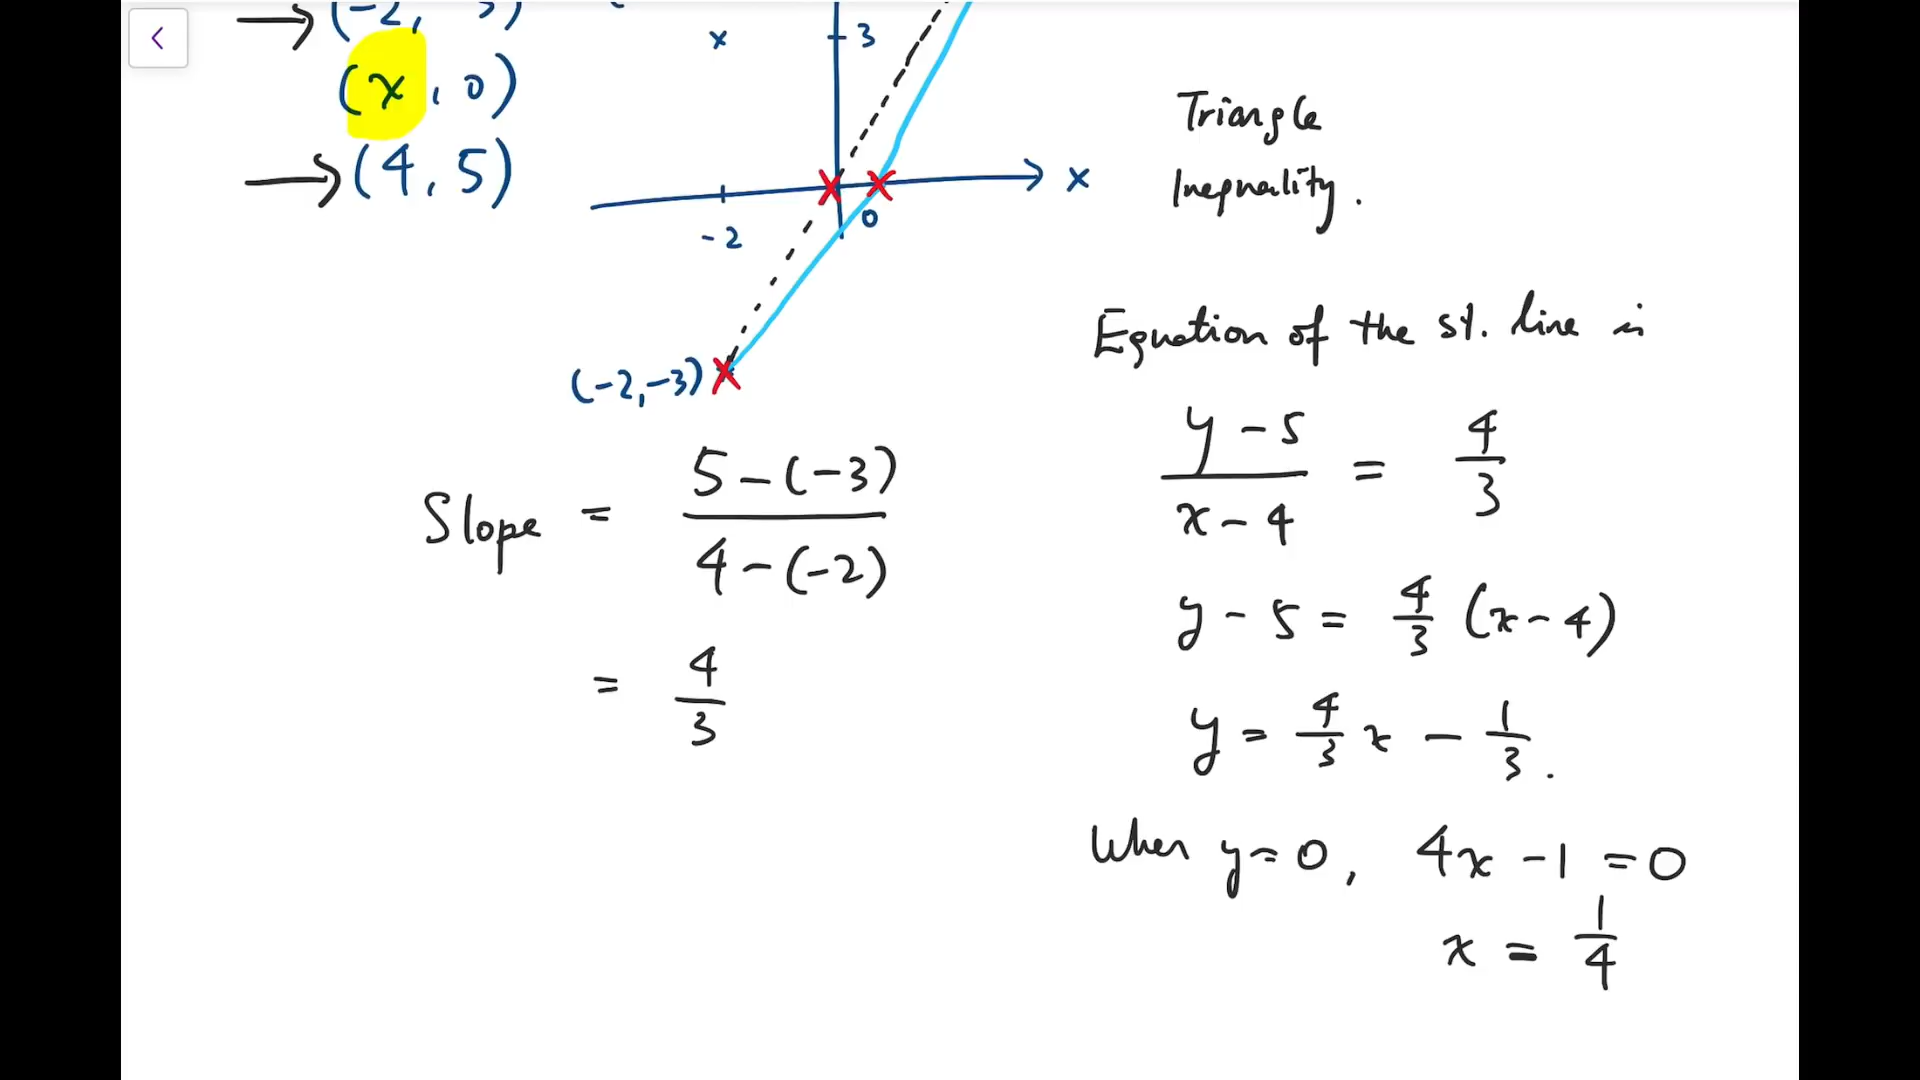 (-2, 3)
(x, 0)
(4, 5)
x
3
x
-2
0
(-2, -3)
Triangle
Inequality.
Equation of the st. line is
Slope = 5-(-3) / 4-(-2)
= 4/3
y-5 / x-4 = 4/3
y-5 = 4/3 (x-4)
y = 4/3 x - 1/3.
When y=0, 4x-1=0
x = 1/4